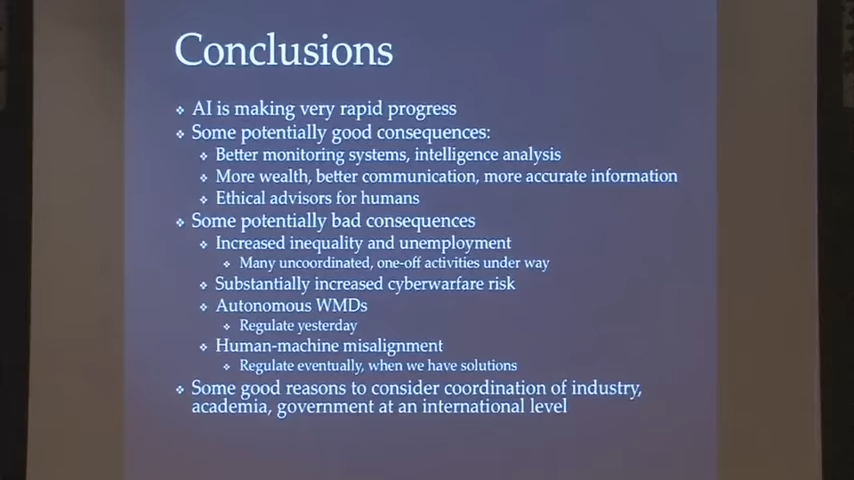 Conclusions
❖ AI is making very rapid progress
❖ Some potentially good consequences:
❖ Better monitoring systems, intelligence analysis
❖ More wealth, better communication, more accurate information
❖ Ethical advisors for humans
❖ Some potentially bad consequences
❖ Increased inequality and unemployment
❖ Many uncoordinated, one-off activities under way
❖ Substantially increased cyberwarfare risk
❖ Autonomous WMDs
❖ Regulate yesterday
❖ Human-machine misalignment
❖ Regulate eventually, when we have solutions
❖ Some good reasons to consider coordination of industry,
academia, government at an international level